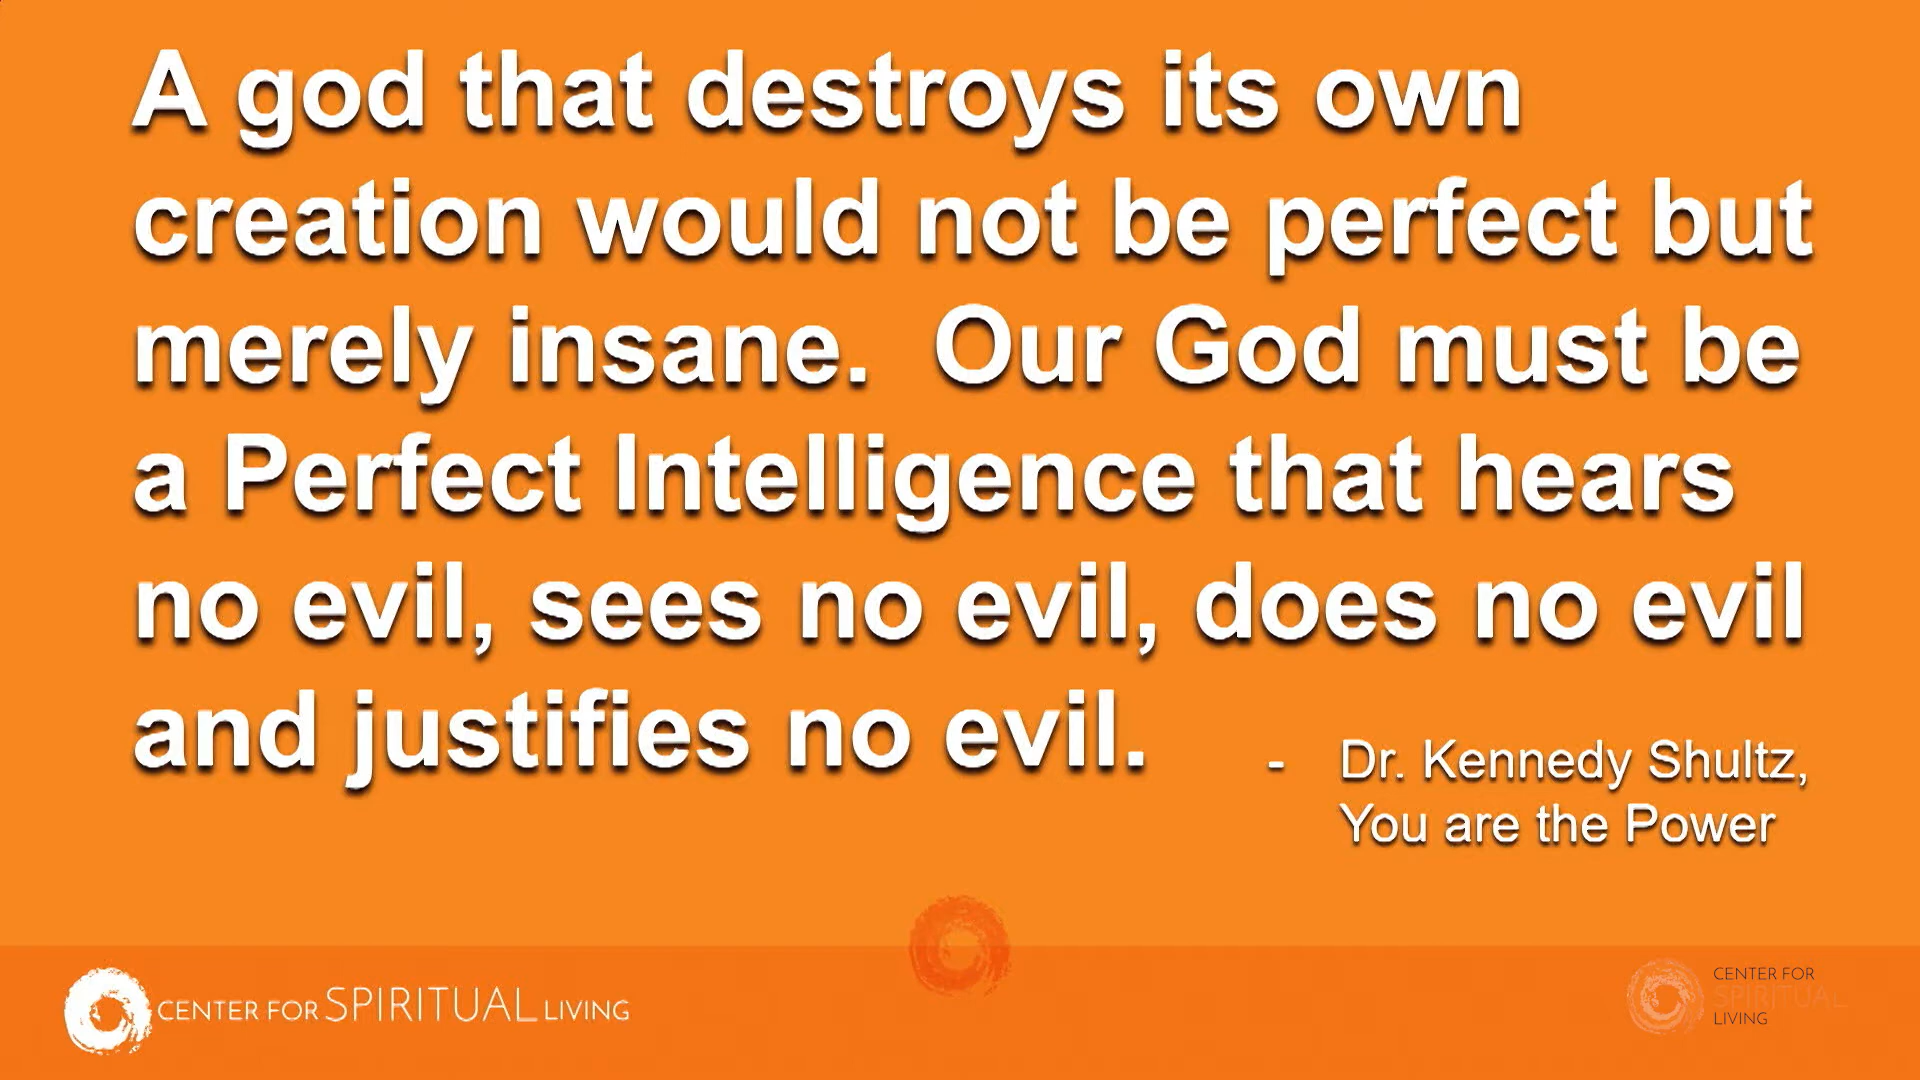 A god that destroys its own
creation would not be perfect but
merely insane.  Our God must be
a Perfect Intelligence that hears
no evil, sees no evil, does no evil
and justifies no evil.
- Dr. Kennedy Shultz,
You are the Power
CENTER FOR SPIRITUAL LIVING
CENTER FOR
SPIRITUAL
LIVING